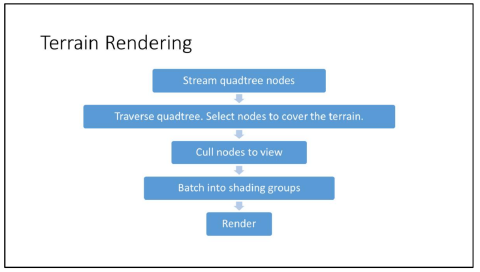 Terrain Rendering
Stream quadtree nodes
Traverse quadtree. Select nodes to cover the terrain.
Cull nodes to view
Batch into shading groups
Render